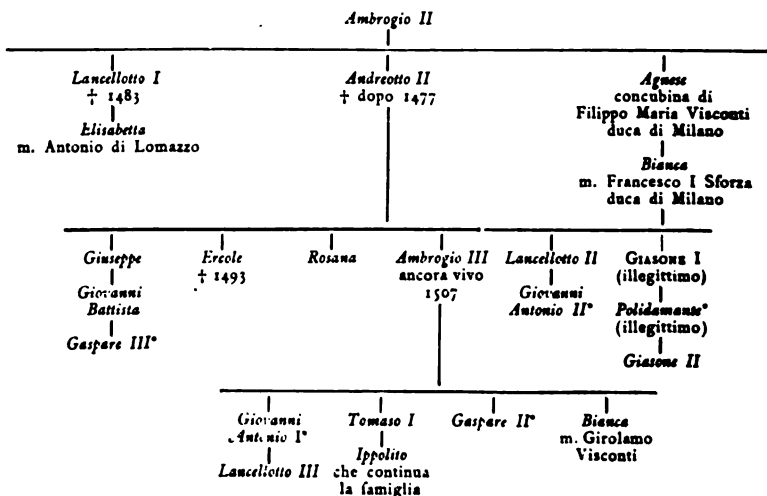 Ambrogio II
Lancellotto I
† 1483
Elisabetta
m. Antonio di Lomazzo
Andreotto II
† dopo 1477
Agnese
concubina di
Filippo Maria Visconti
duca di Milano
Bianca
m. Francesco I Sforza
duca di Milano
Giuseppe
Giovanni
Battista
Gaspare III*
Ercole
† 1493
Rosana
Ambrogio III
ancora vivo
1507
Lancellotto II
Giovanni
Antonio II*
GIASONE I
(illegittimo)
Polidamante*
(illegittimo)
Giasone II
Giovanni
Antonio I*
Lancellotto III
Tomaso I
Ippolito
che continua
la famiglia
Gaspare II*
Bianca
m. Girolamo
Visconti